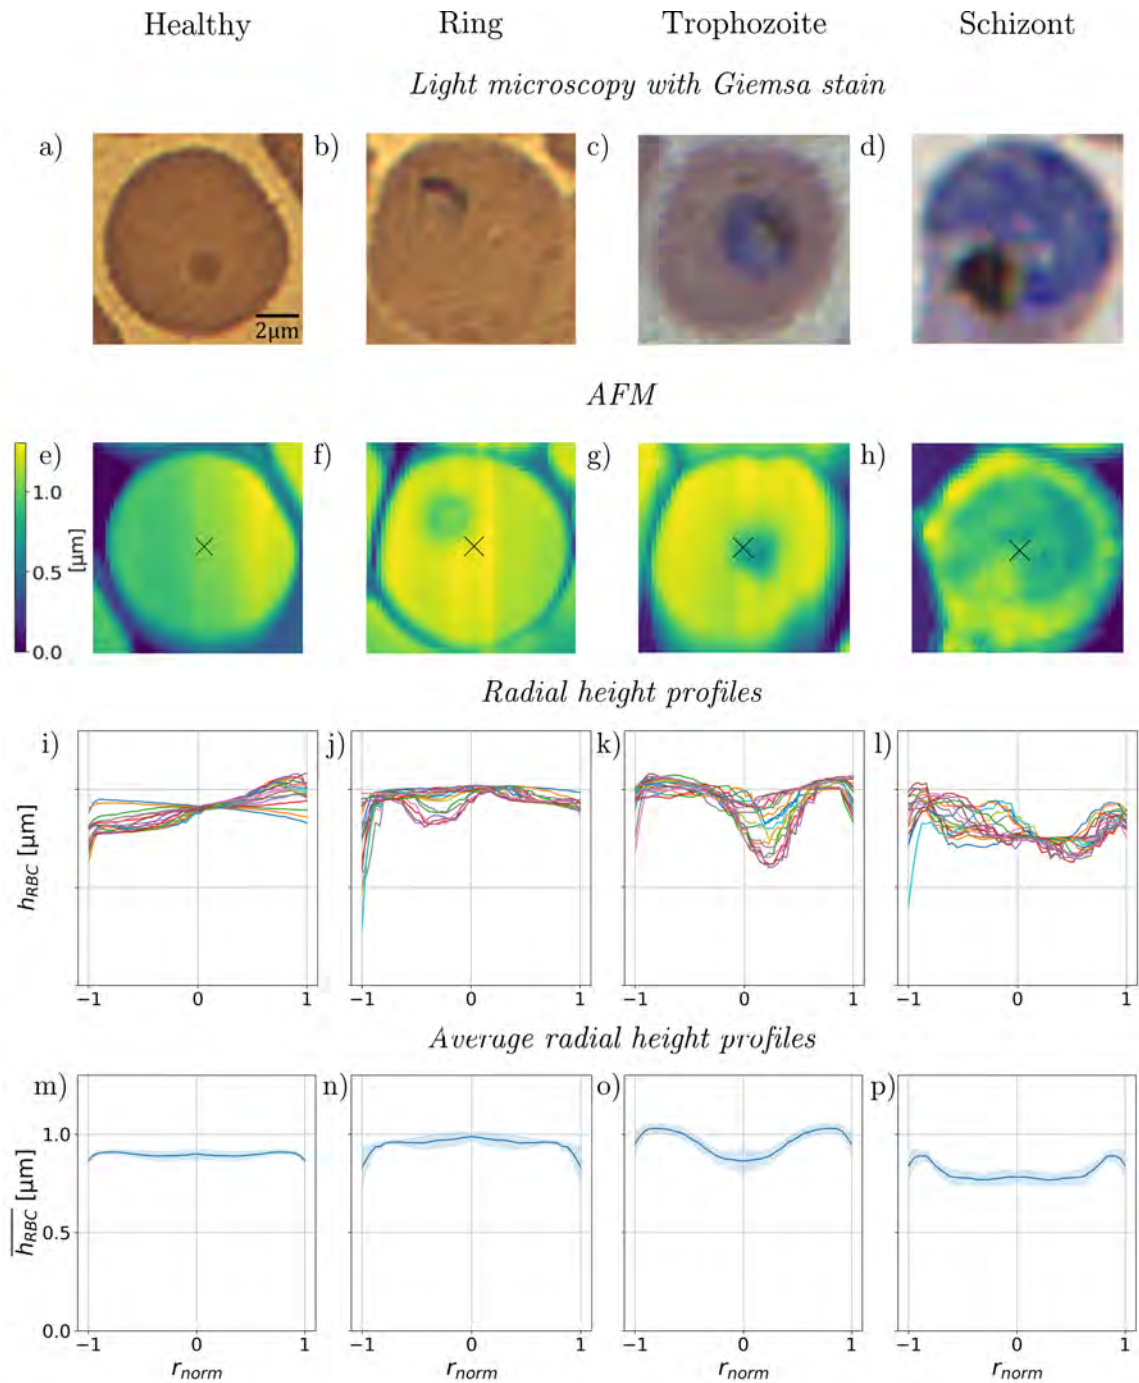 Healthy Ring Trophozoite Schizont
Light microscopy with Giemsa stain
a) b) c) d)
2μm
AFM
e) f) g) h)
1.0
0.5
0.0
[μm]
Radial height profiles
i) j) k) l)
h_RBC [μm]
−1 0 1 −1 0 1 −1 0 1 −1 0 1
Average radial height profiles
m) n) o) p)
1.0
0.5
0.0
h_RBC [μm]
−1 0 1 −1 0 1 −1 0 1 −1 0 1
r_norm r_norm r_norm r_norm